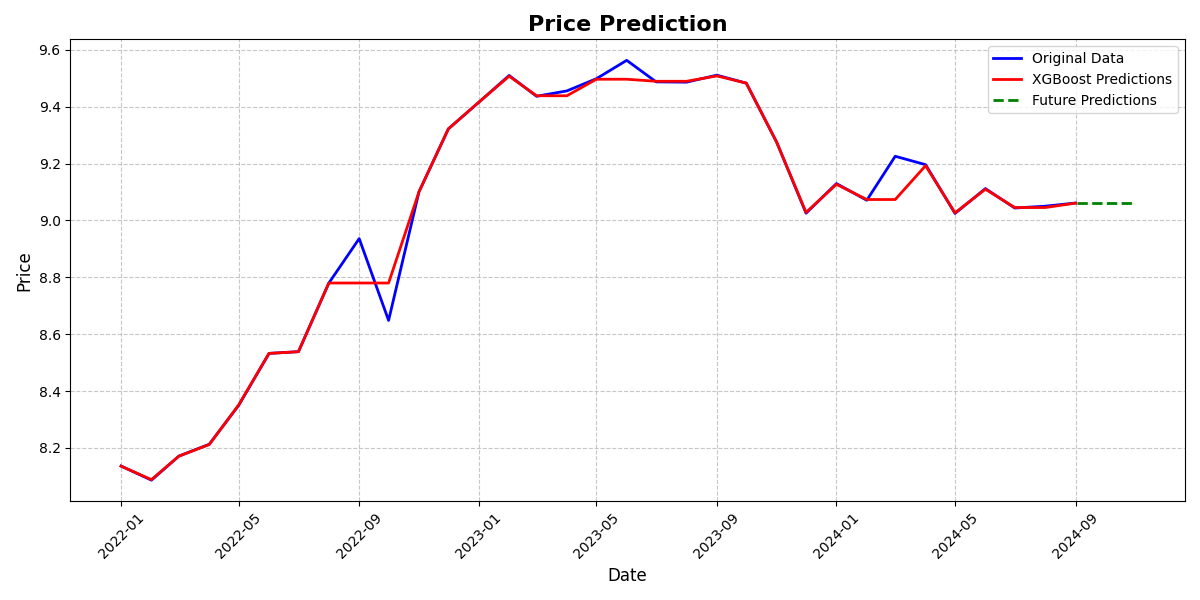 Price Prediction
Original Data
XGBoost Predictions
Future Predictions
9.6
9.4
9.2
9.0
8.8
8.6
8.4
8.2
Price
2022-01
2022-05
2022-09
2023-01
2023-05
2023-09
2024-01
2024-05
2024-09
Date